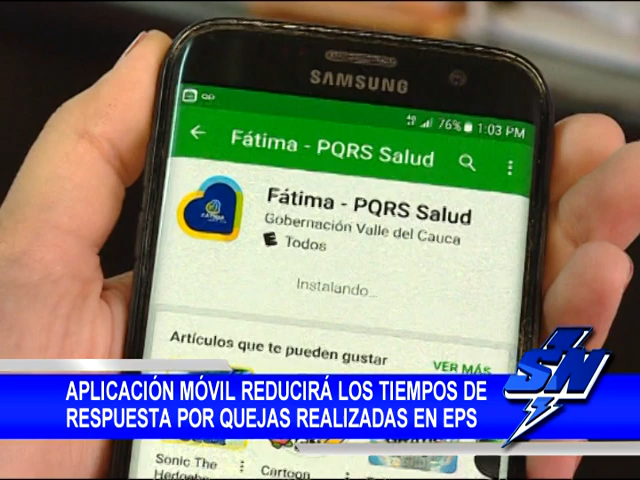 SAMSUNG
76% 1:03 PM
Fátima - PQRS Salud
Fátima - PQRS Salud
Gobernación Valle del Cauca
E Todos
Instalando...
Artículos que te pueden gustar
VER MÁS
APLICACIÓN MÓVIL REDUCIRÁ LOS TIEMPOS DE
RESPUESTA POR QUEJAS REALIZADAS EN EPS
SN
Sonic The
Cartoon